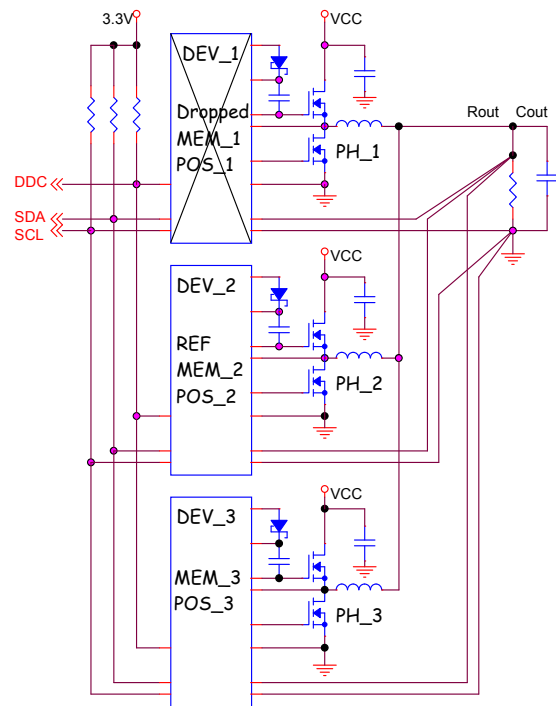 3.3V
VCC
DEV_1
Dropped
MEM_1
POS_1
PH_1
Rout
Cout
DDC
SDA
SCL
VCC
DEV_2
REF
MEM_2
POS_2
PH_2
VCC
DEV_3
MEM_3
POS_3
PH_3